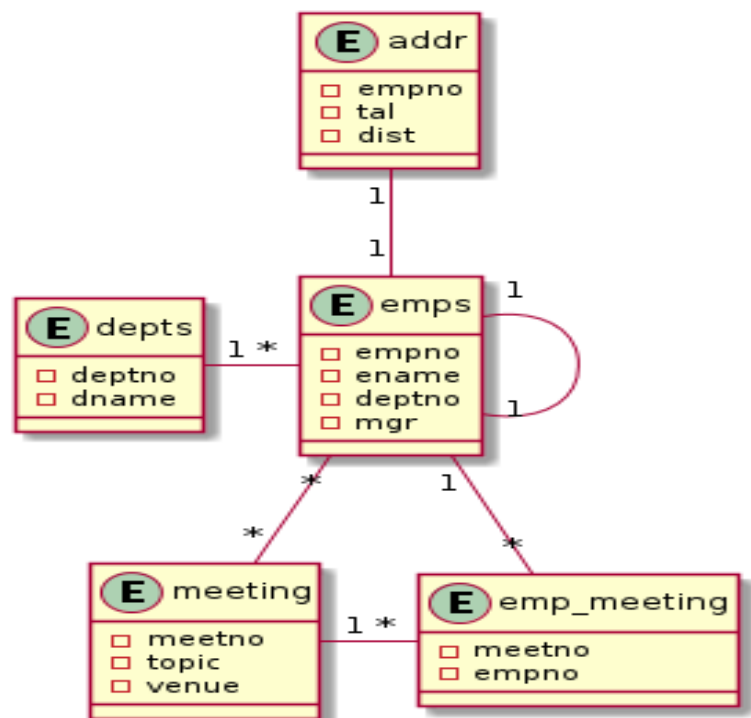 E addr
empno
tal
dist
1
1
E emps
empno
ename
deptno
mgr
1
1
E depts
deptno
dname
1 *
*
*
1
*
E meeting
meetno
topic
venue
1 *
E emp_meeting
meetno
empno